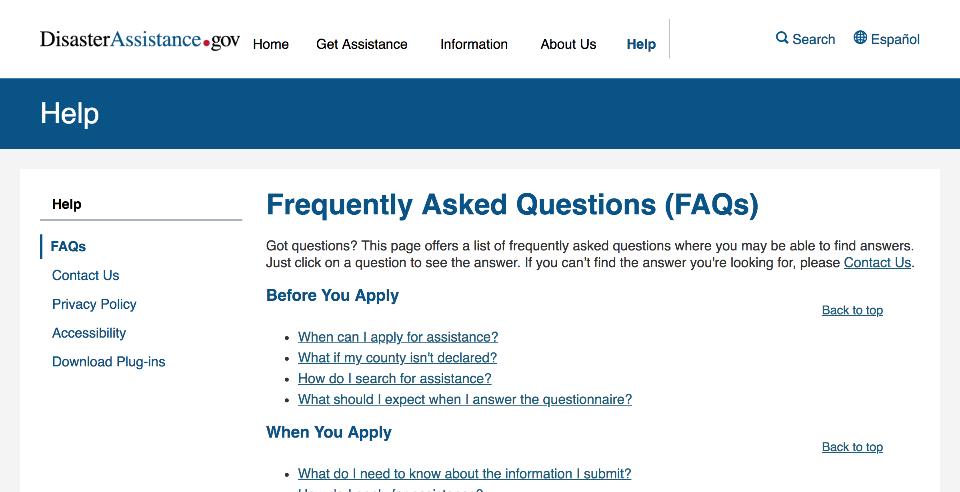 DisasterAssistance.gov Home Get Assistance Information About Us Help Search Español
Help
Help
FAQs
Contact Us
Privacy Policy
Accessibility
Download Plug-ins
Frequently Asked Questions (FAQs)
Got questions? This page offers a list of frequently asked questions where you may be able to find answers.
Just click on a question to see the answer. If you can't find the answer you're looking for, please Contact Us.
Before You Apply
Back to top
When can I apply for assistance?
What if my county isn't declared?
How do I search for assistance?
What should I expect when I answer the questionnaire?
When You Apply
Back to top
What do I need to know about the information I submit?